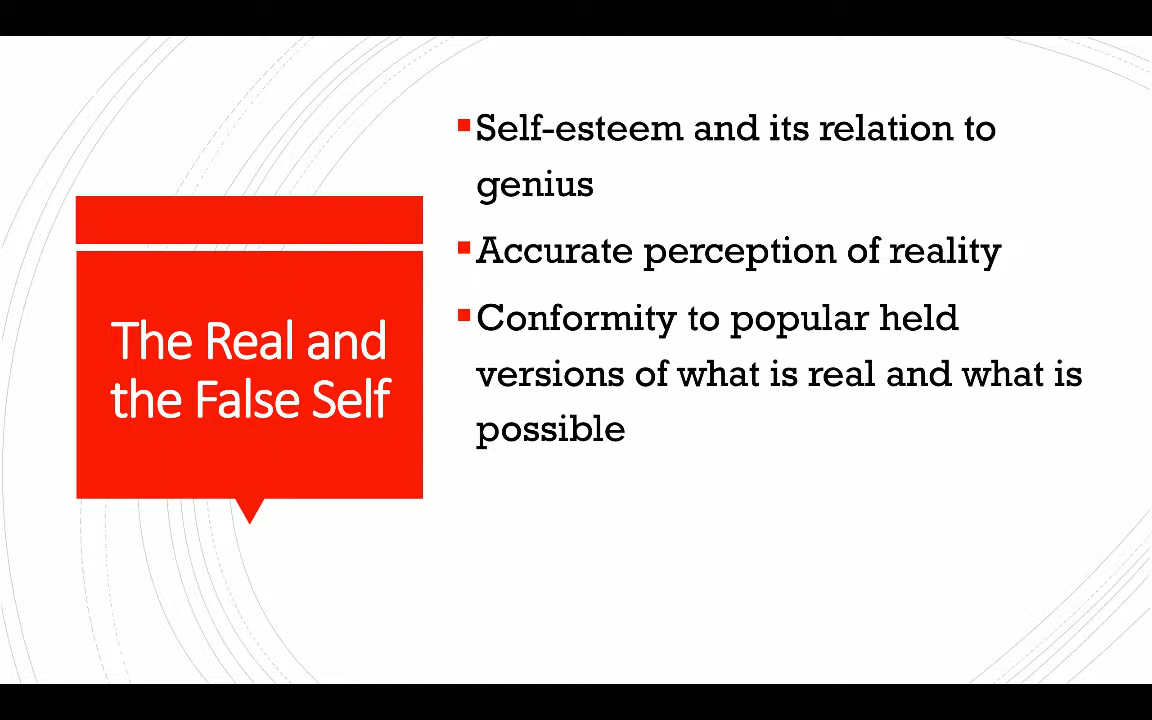 The Real and
the False Self
Self-esteem and its relation to
genius
Accurate perception of reality
Conformity to popular held
versions of what is real and what is
possible